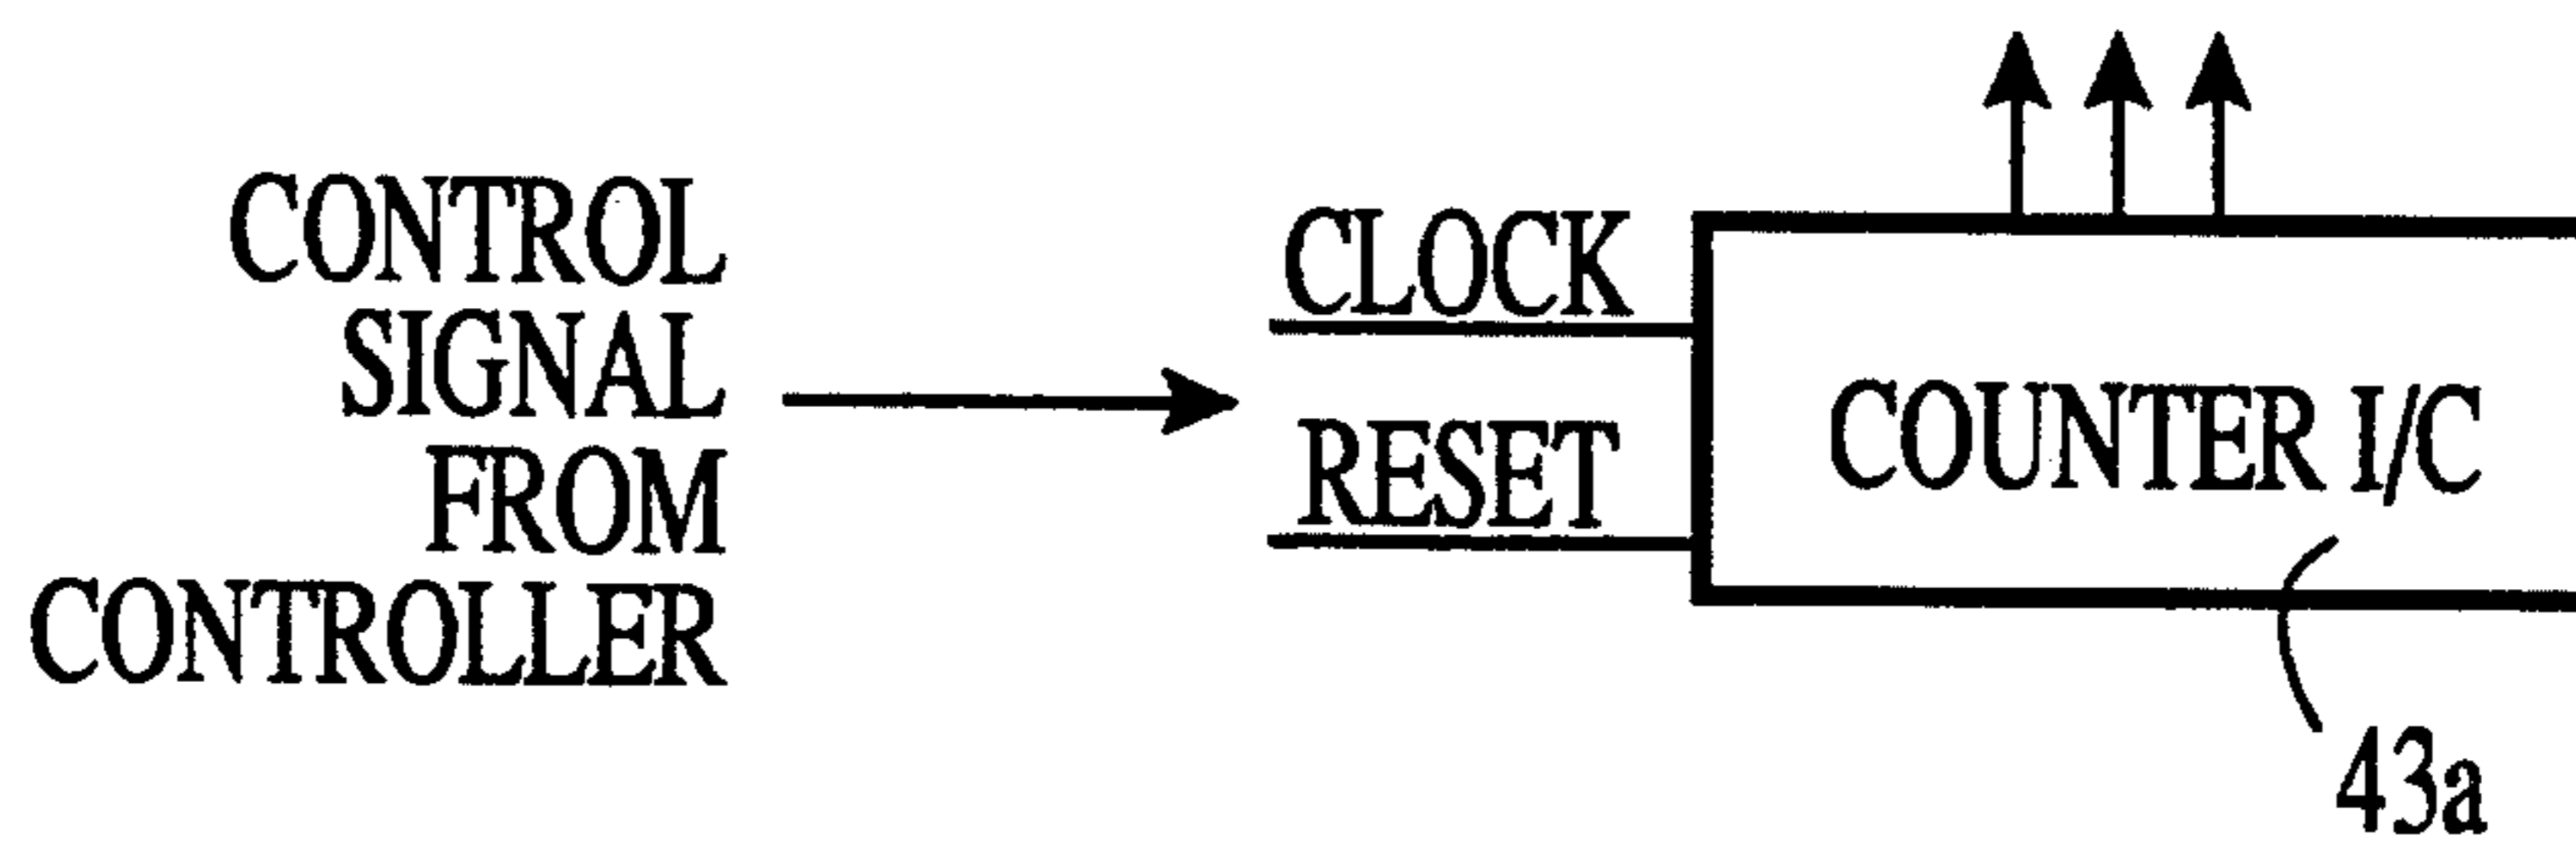 CONTROL
SIGNAL
FROM
CONTROLLER
CLOCK
RESET
COUNTER I/C
43a